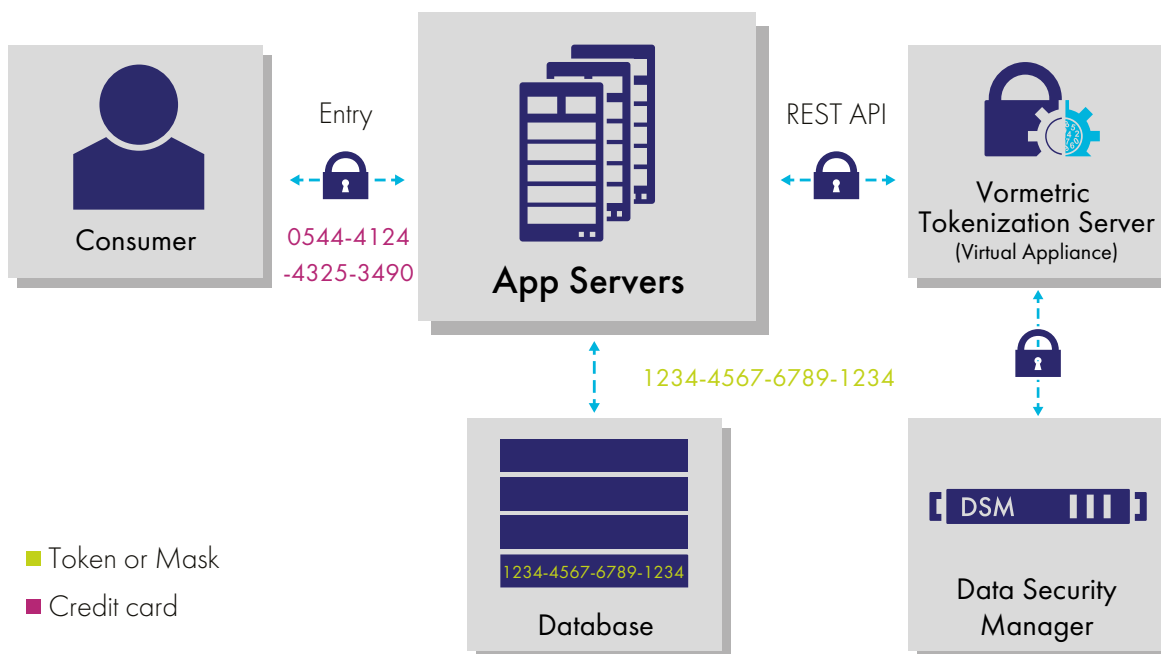 Consumer
Entry
0544-4124
-4325-3490
App Servers
REST API
Vormetric
Tokenization Server
(Virtual Appliance)
1234-4567-6789-1234
1234-4567-6789-1234
Database
DSM
Data Security
Manager
Token or Mask
Credit card